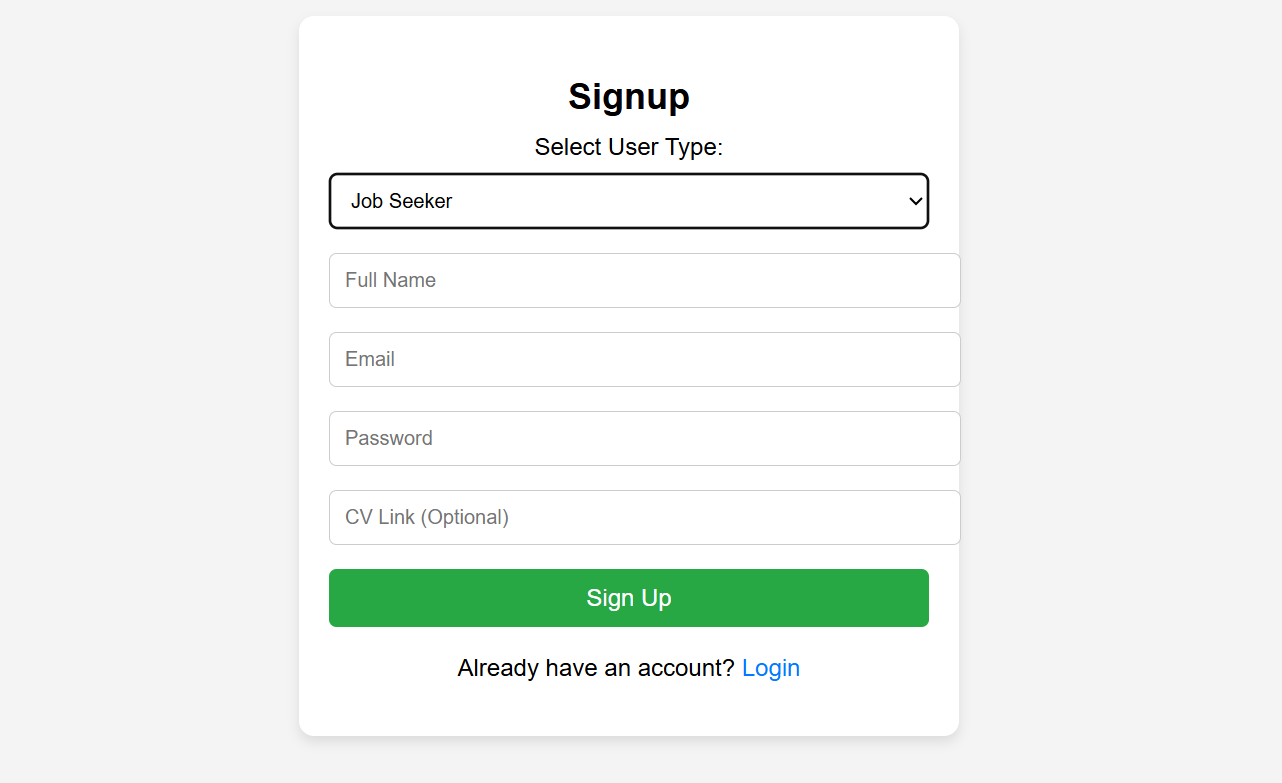 Signup
Select User Type:
Job Seeker
Full Name
Email
Password
CV Link (Optional)
Sign Up
Already have an account? Login